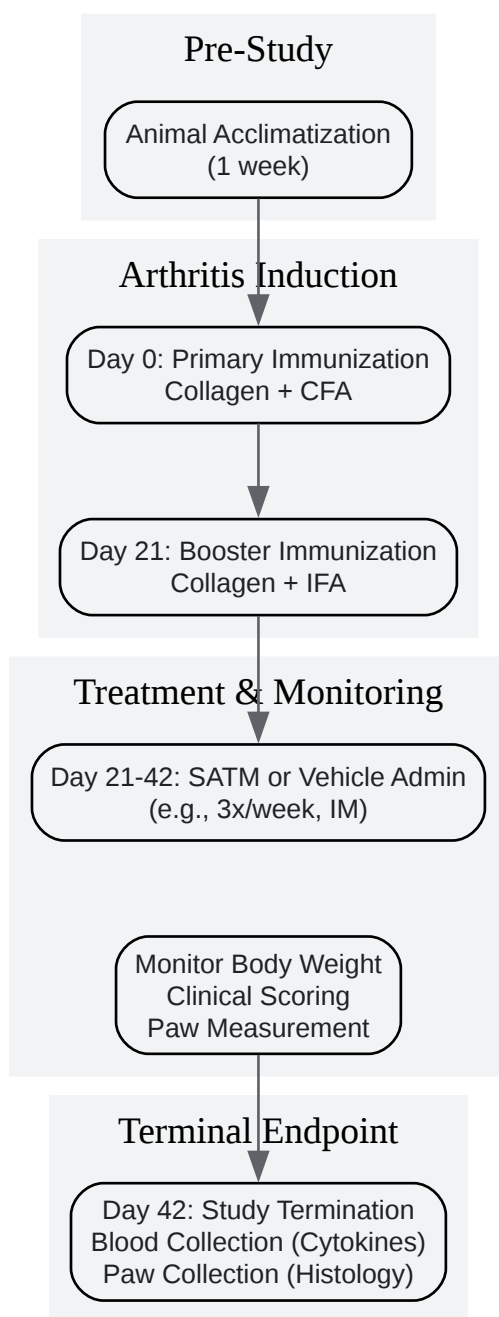 Pre-Study
Animal Acclimatization
(1 week)
Arthritis Induction
Day 0: Primary Immunization
Collagen + CFA
Day 21: Booster Immunization
Collagen + IFA
Treatment & Monitoring
Day 21-42: SATM or Vehicle Admin
(e.g., 3x/week, IM)
Monitor Body Weight
Clinical Scoring
Paw Measurement
Terminal Endpoint
Day 42: Study Termination
Blood Collection (Cytokines)
Paw Collection (Histology)